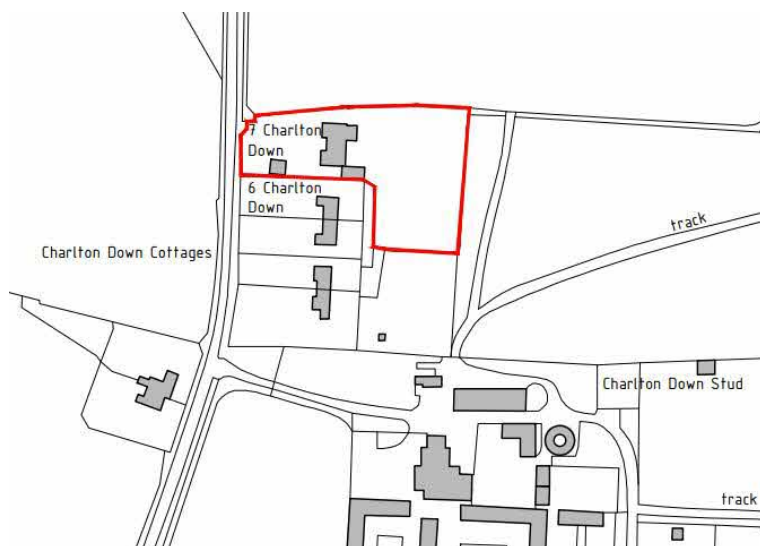 7 Charlton
Down
6 Charlton
Down
track
Charlton Down Cottages
Charlton Down Stud
track